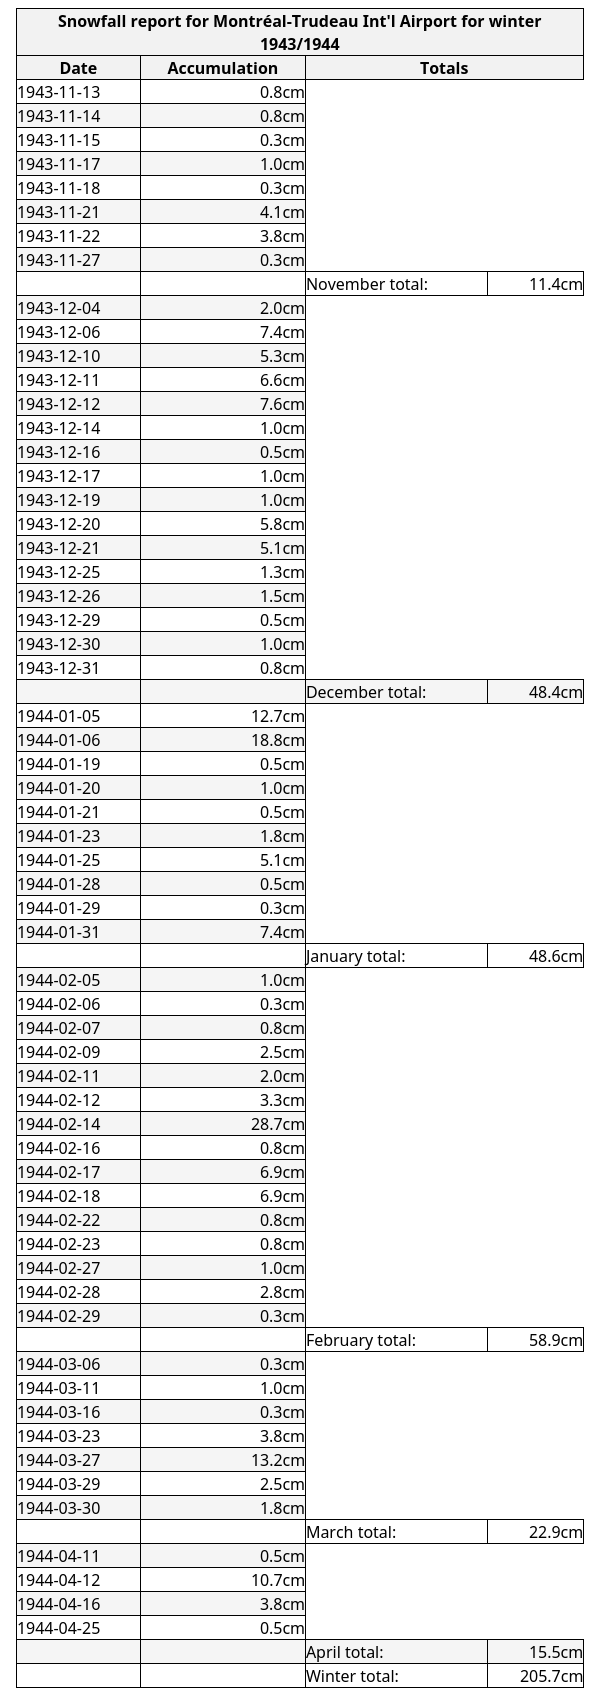 Snowfall report for Montréal-Trudeau Int'l Airport for winter
1943/1944
Date Accumulation Totals
1943-11-13 0.8cm
1943-11-14 0.8cm
1943-11-15 0.3cm
1943-11-17 1.0cm
1943-11-18 0.3cm
1943-11-21 4.1cm
1943-11-22 3.8cm
1943-11-27 0.3cm
November total: 11.4cm
1943-12-04 2.0cm
1943-12-06 7.4cm
1943-12-10 5.3cm
1943-12-11 6.6cm
1943-12-12 7.6cm
1943-12-14 1.0cm
1943-12-16 0.5cm
1943-12-17 1.0cm
1943-12-19 1.0cm
1943-12-20 5.8cm
1943-12-21 5.1cm
1943-12-25 1.3cm
1943-12-26 1.5cm
1943-12-29 0.5cm
1943-12-30 1.0cm
1943-12-31 0.8cm
December total: 48.4cm
1944-01-05 12.7cm
1944-01-06 18.8cm
1944-01-19 0.5cm
1944-01-20 1.0cm
1944-01-21 0.5cm
1944-01-23 1.8cm
1944-01-25 5.1cm
1944-01-28 0.5cm
1944-01-29 0.3cm
1944-01-31 7.4cm
January total: 48.6cm
1944-02-05 1.0cm
1944-02-06 0.3cm
1944-02-07 0.8cm
1944-02-09 2.5cm
1944-02-11 2.0cm
1944-02-12 3.3cm
1944-02-14 28.7cm
1944-02-16 0.8cm
1944-02-17 6.9cm
1944-02-18 6.9cm
1944-02-22 0.8cm
1944-02-23 0.8cm
1944-02-27 1.0cm
1944-02-28 2.8cm
1944-02-29 0.3cm
February total: 58.9cm
1944-03-06 0.3cm
1944-03-11 1.0cm
1944-03-16 0.3cm
1944-03-23 3.8cm
1944-03-27 13.2cm
1944-03-29 2.5cm
1944-03-30 1.8cm
March total: 22.9cm
1944-04-11 0.5cm
1944-04-12 10.7cm
1944-04-16 3.8cm
1944-04-25 0.5cm
April total: 15.5cm
Winter total: 205.7cm